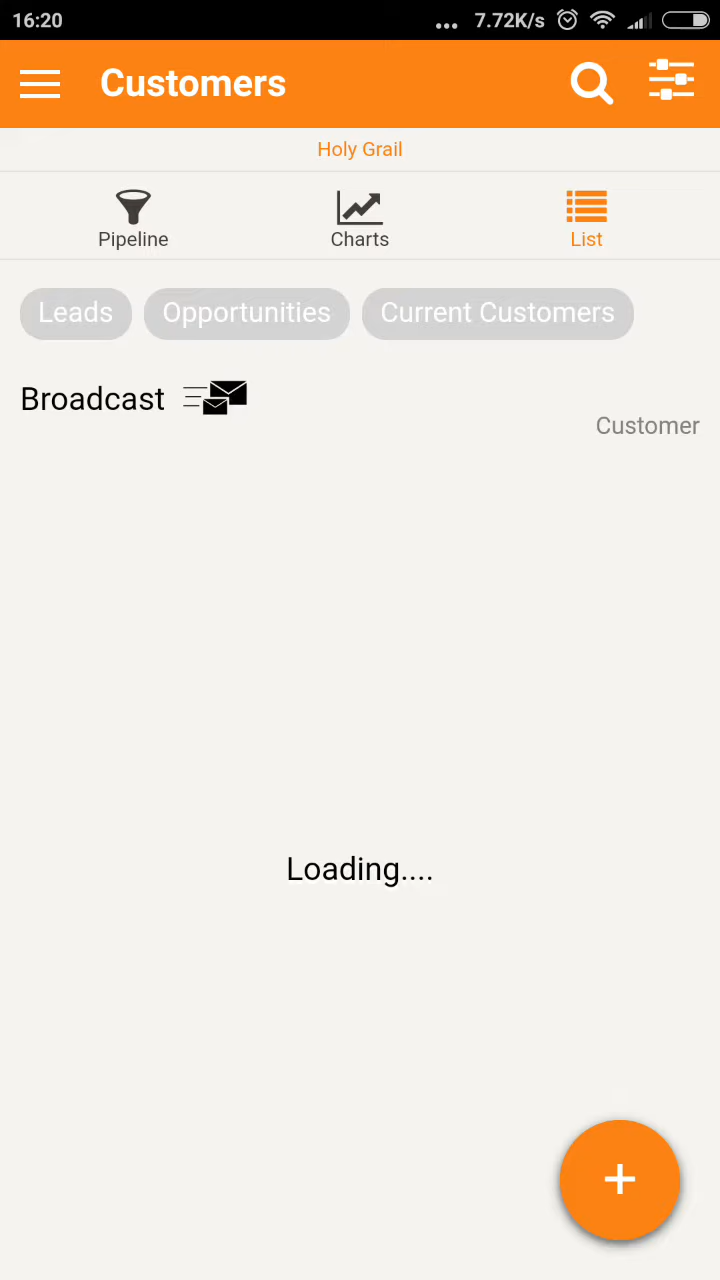 16:20 ... 7.72K/s
Customers
Holy Grail
Pipeline Charts List
Leads Opportunities Current Customers
Broadcast
Customer
Loading....
+